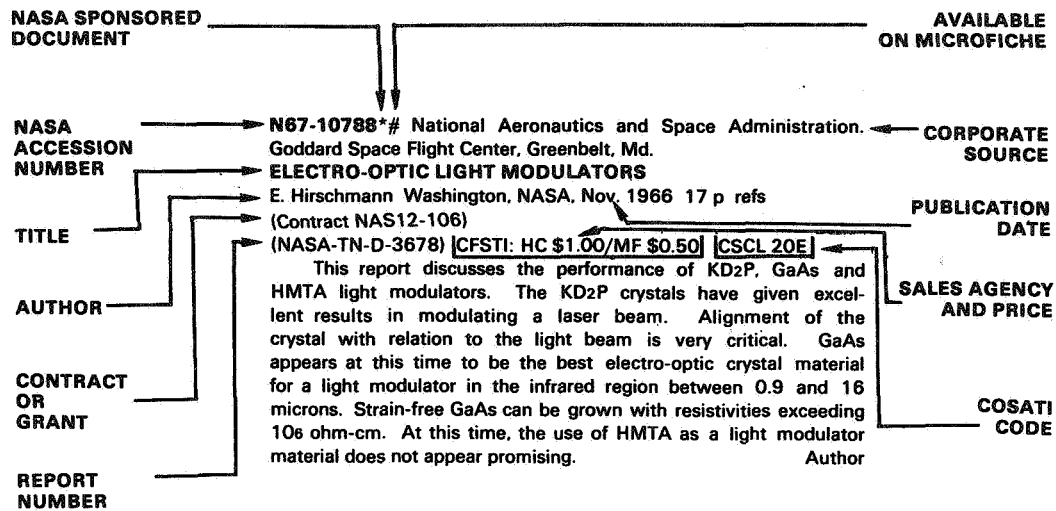 NASA SPONSORED
DOCUMENT
AVAILABLE
ON MICROFICHE
NASA
ACCESSION
NUMBER
N67-10788*# National Aeronautics and Space Administration.
Goddard Space Flight Center, Greenbelt, Md.
CORPORATE
SOURCE
ELECTRO-OPTIC LIGHT MODULATORS
E. Hirschmann Washington, NASA, Nov. 1966 17 p refs
(Contract NAS12-106)
(NASA-TN-D-3678) CFSTI: HC $1.00/MF $0.50 CSCL 20E
PUBLICATION
DATE
TITLE
This report discusses the performance of KD2P, GaAs and
HMTA light modulators. The KD2P crystals have given excel-
lent results in modulating a laser beam. Alignment of the
crystal with relation to the light beam is very critical. GaAs
appears at this time to be the best electro-optic crystal material
for a light modulator in the infrared region between 0.9 and 16
microns. Strain-free GaAs can be grown with resistivities exceeding
106 ohm-cm. At this time, the use of HMTA as a light modulator
material does not appear promising. Author
AUTHOR
SALES AGENCY
AND PRICE
CONTRACT
OR
GRANT
COSATI
CODE
REPORT
NUMBER